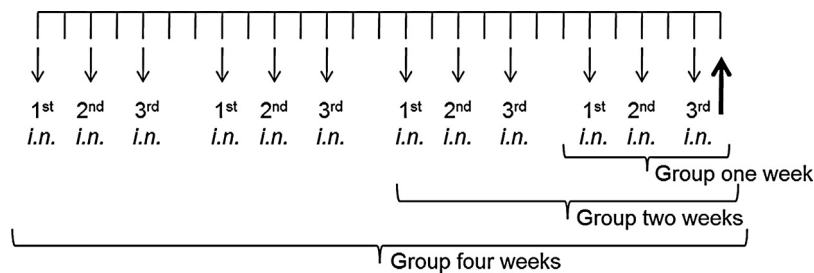 1st 2nd 3rd 1st 2nd 3rd 1st 2nd 3rd 1st 2nd 3rd
i.n. i.n. i.n. i.n. i.n. i.n. i.n. i.n. i.n. i.n. i.n. i.n.
Group one week
Group two weeks
Group four weeks